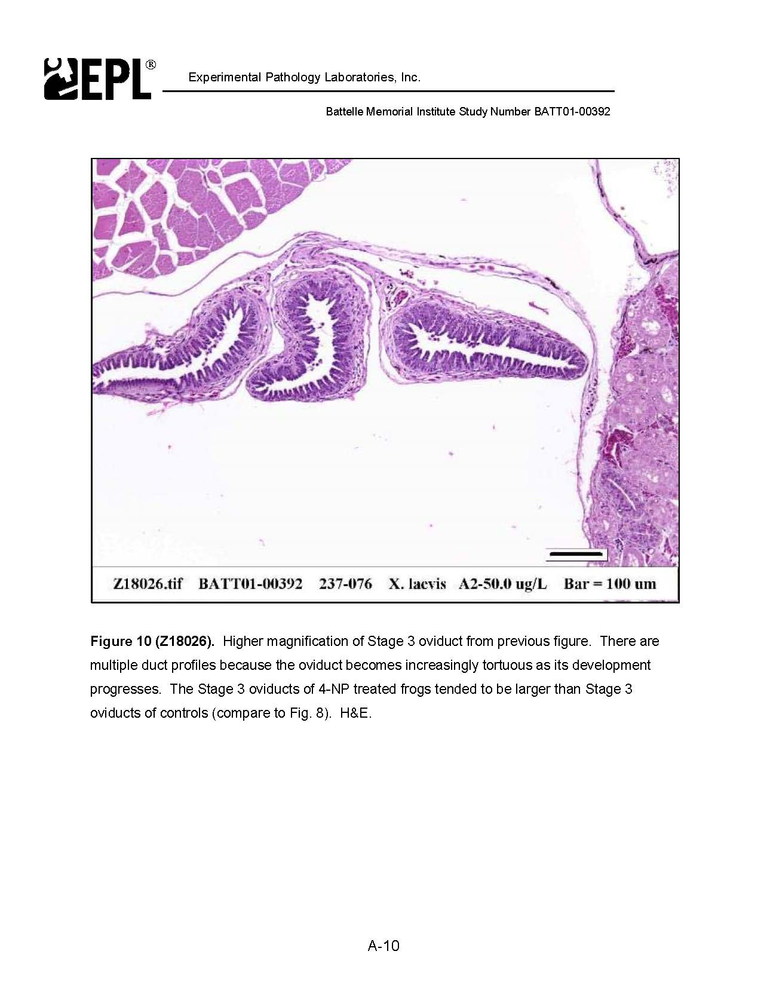 EPL®
Experimental Pathology Laboratories, Inc.
Battelle Memorial Institute Study Number BATT01-00392
Z18026.tif BATT01-00392 237-076 X. laevis A2-50.0 ug/L Bar = 100 um
Figure 10 (Z18026). Higher magnification of Stage 3 oviduct from previous figure. There are
multiple duct profiles because the oviduct becomes increasingly tortuous as its development
progresses. The Stage 3 oviducts of 4-NP treated frogs tended to be larger than Stage 3
oviducts of controls (compare to Fig. 8). H&E.
A-10